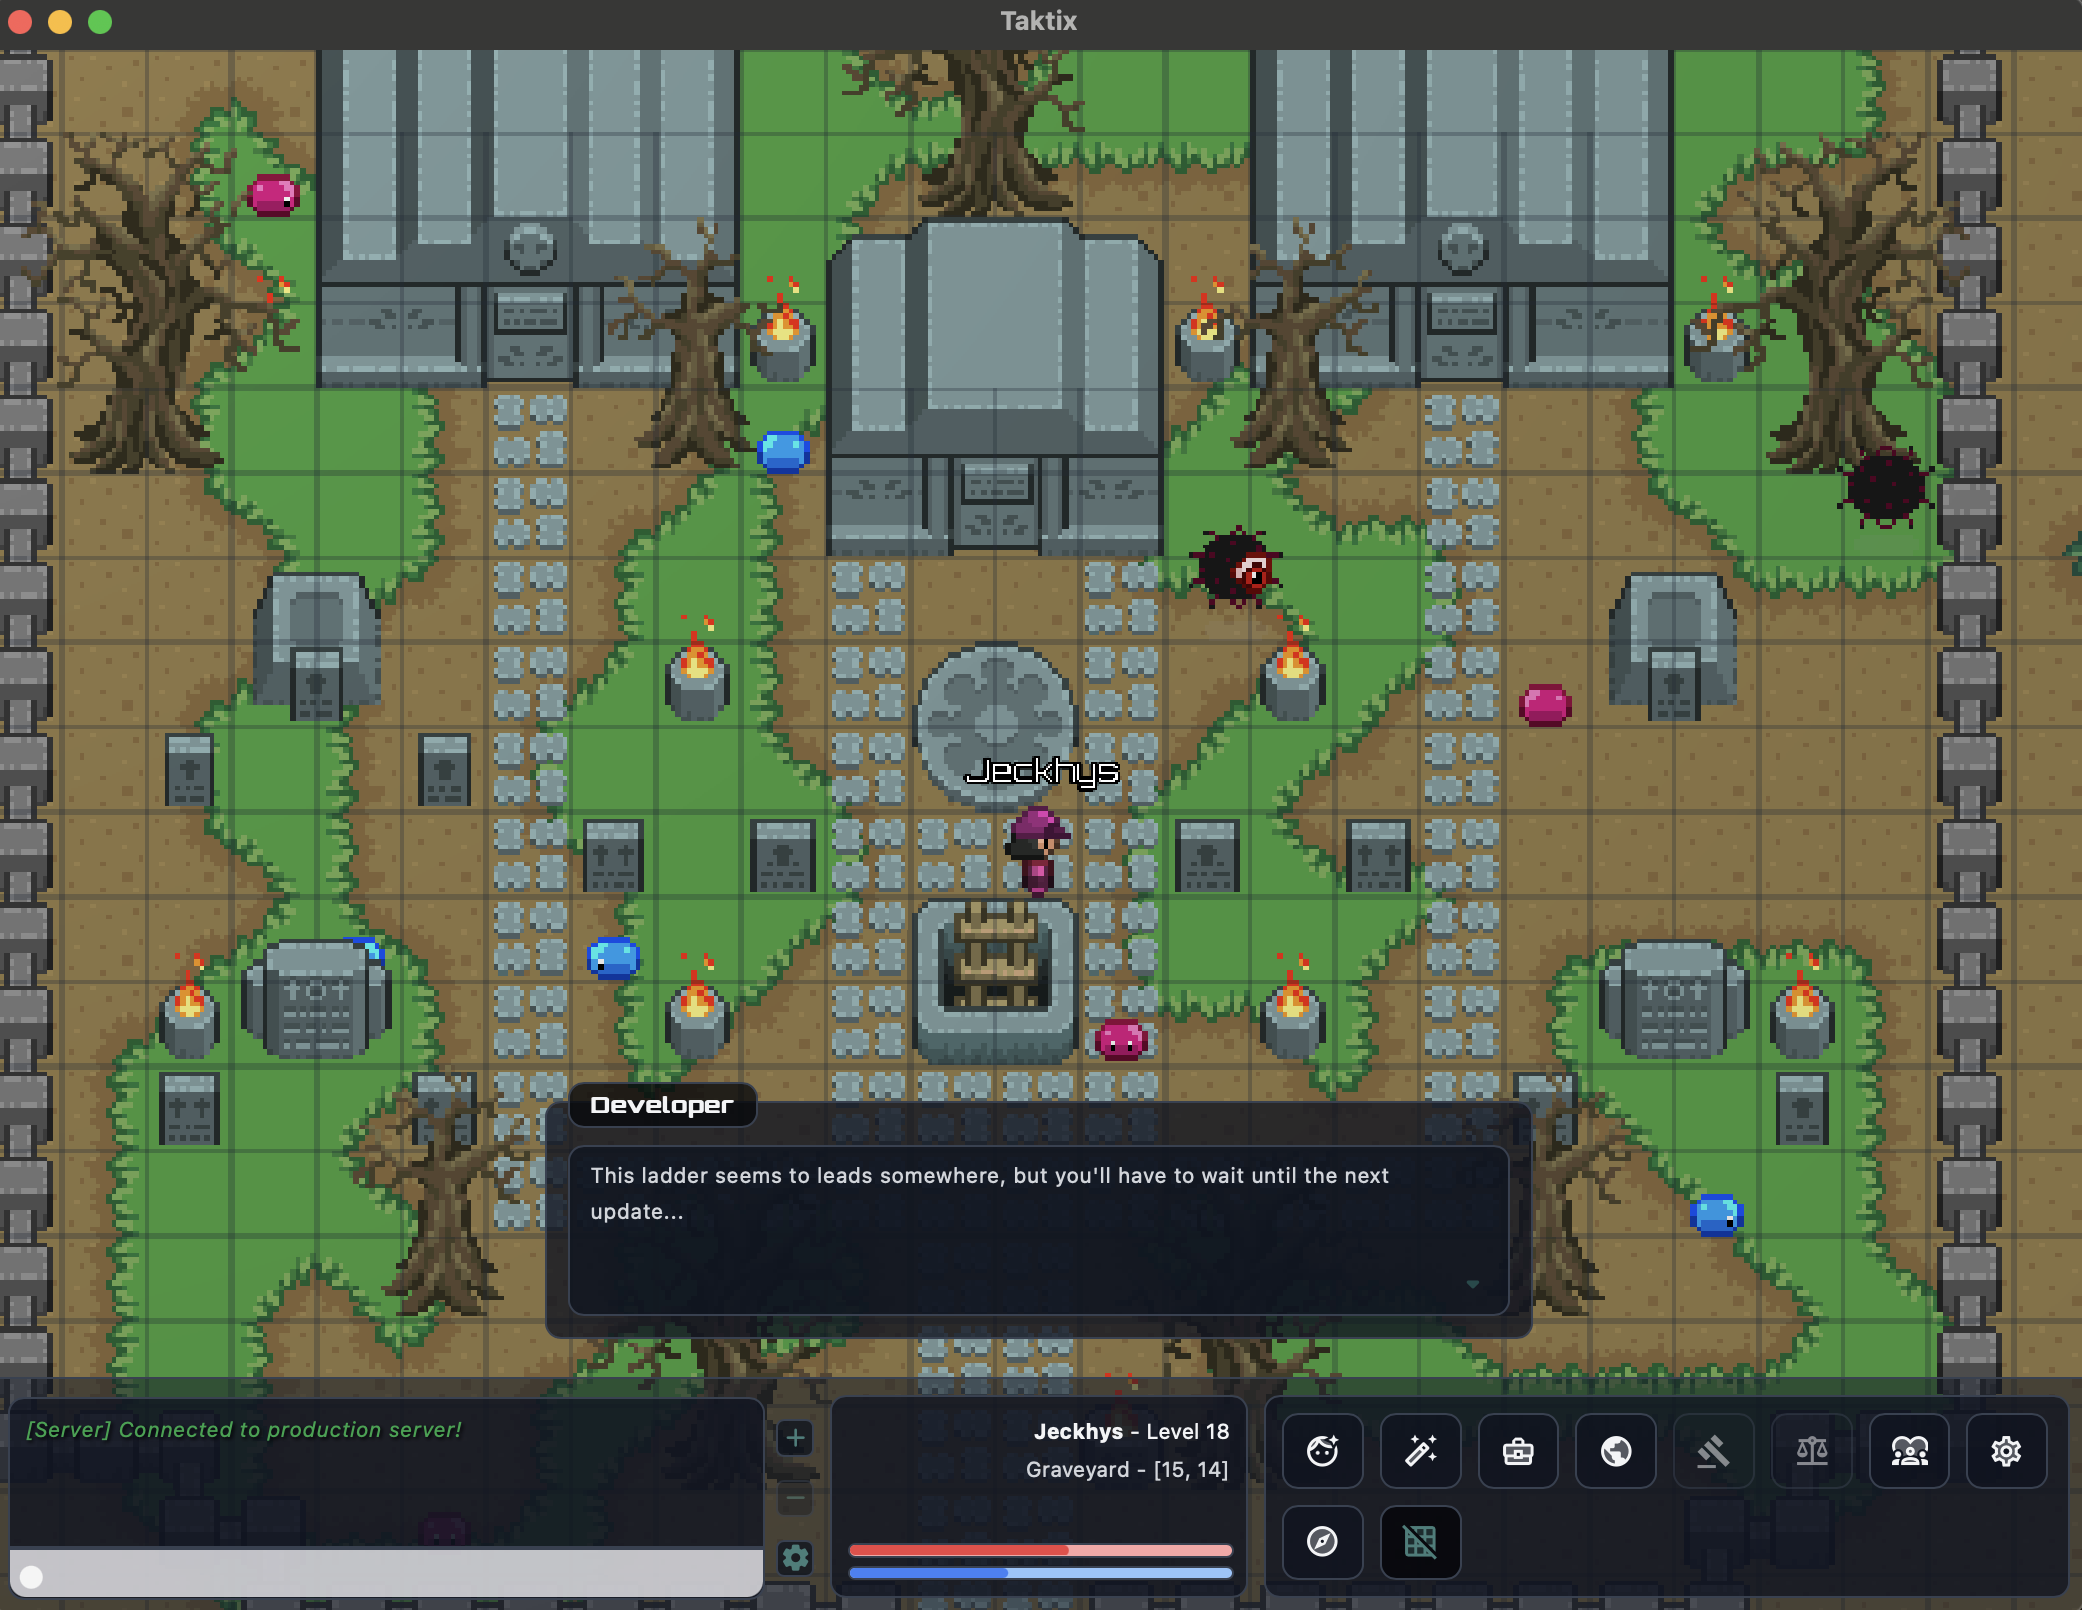 Taktix
Jeckhys
Developer
This ladder seems to leads somewhere, but you'll have to wait until the next
update...
[Server] Connected to production server!
Jeckhys - Level 18
Graveyard - [15, 14]